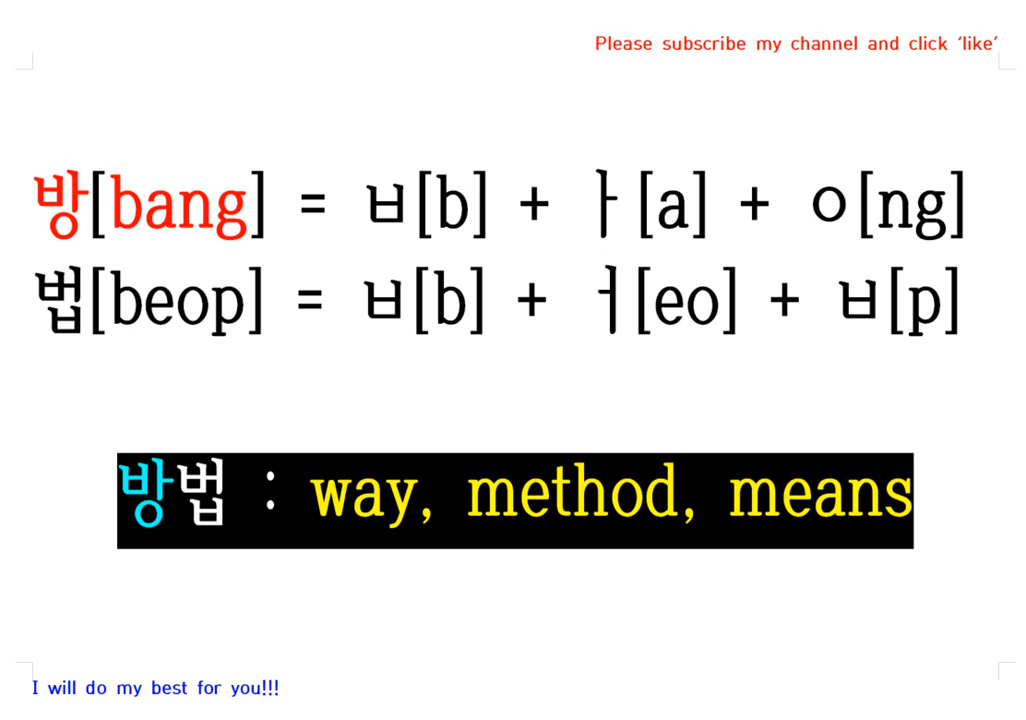 Please subscribe my channel and click ‘like’
방[bang] = ㅂ[b] + ㅏ[a] + ㅇ[ng]
법[beop] = ㅂ[b] + ㅓ[eo] + ㅂ[p]
방법 : way, method, means
I will do my best for you!!!